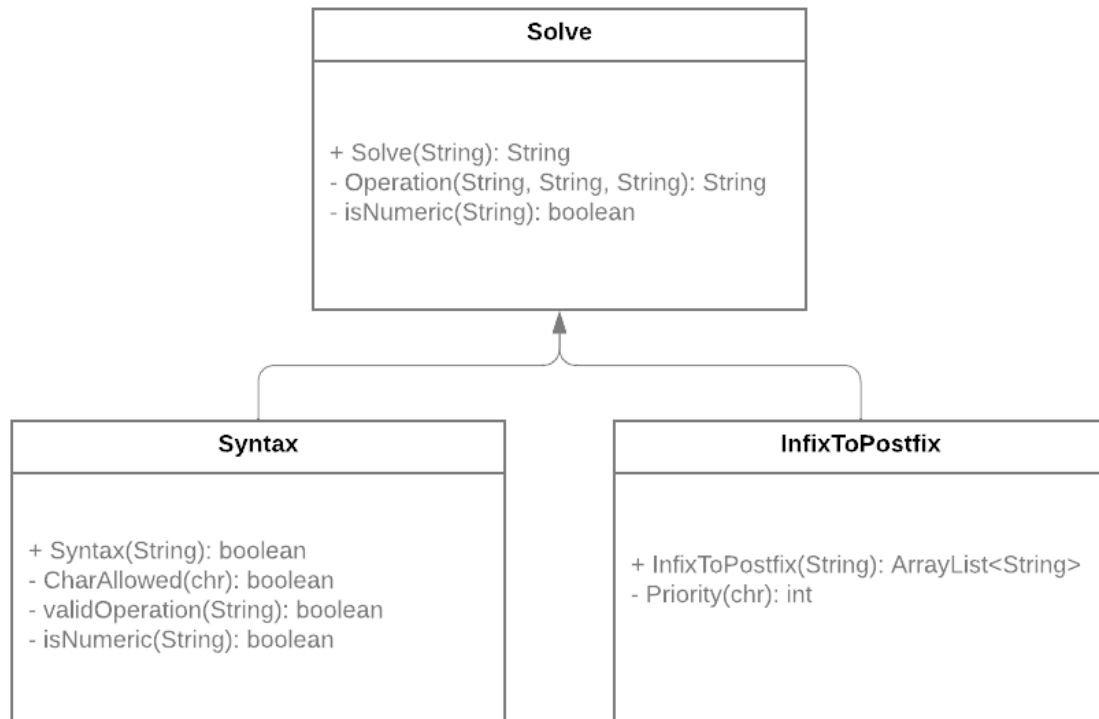 Solve
+ Solve(String): String
- Operation(String, String, String): String
- isNumeric(String): boolean
Syntax
+ Syntax(String): boolean
- CharAllowed(chr): boolean
- validOperation(String): boolean
- isNumeric(String): boolean
InfixToPostfix
+ InfixToPostfix(String): ArrayList<String>
- Priority(chr): int